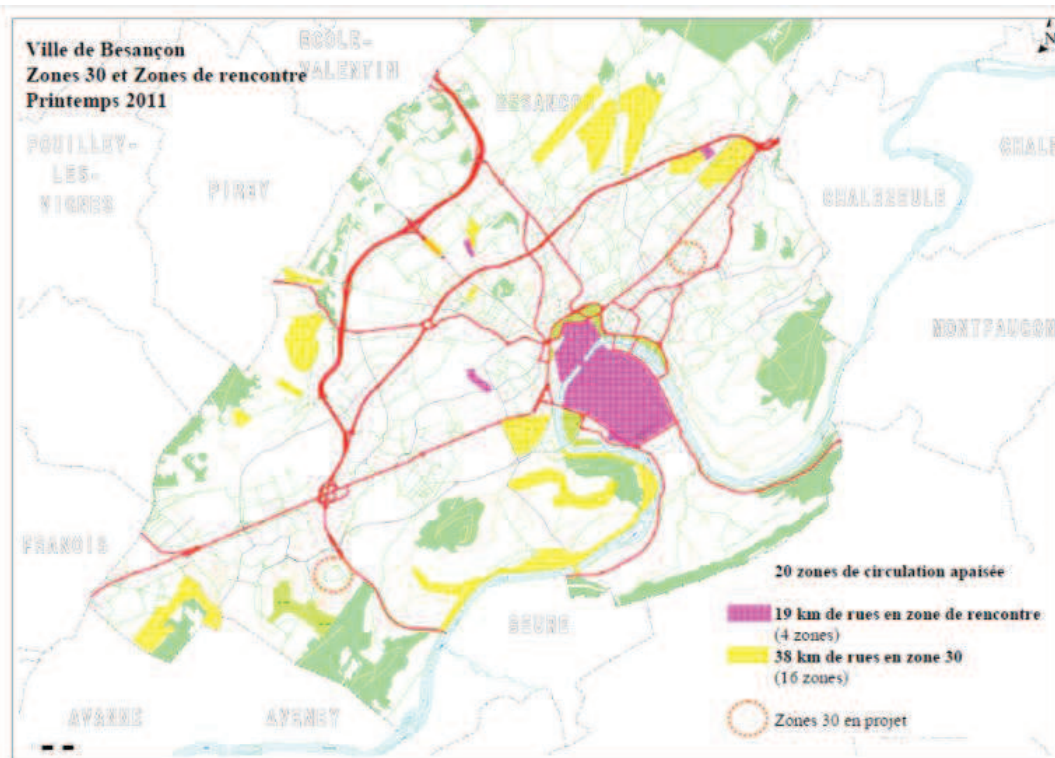 Ville de Besançon
Zones 30 et Zones de rencontre
Printemps 2011
ECOLE-
VALENTIN
BESANCON
POUILLEY-
LES-
VIGNES
PIREY
CHALEZEULE
CHALE
MONTFAUCON
FRANOIS
BEURE
AVANNE
AVENEY
N
20 zones de circulation apaisée
19 km de rues en zone de rencontre
(4 zones)
38 km de rues en zone 30
(16 zones)
Zones 30 en projet